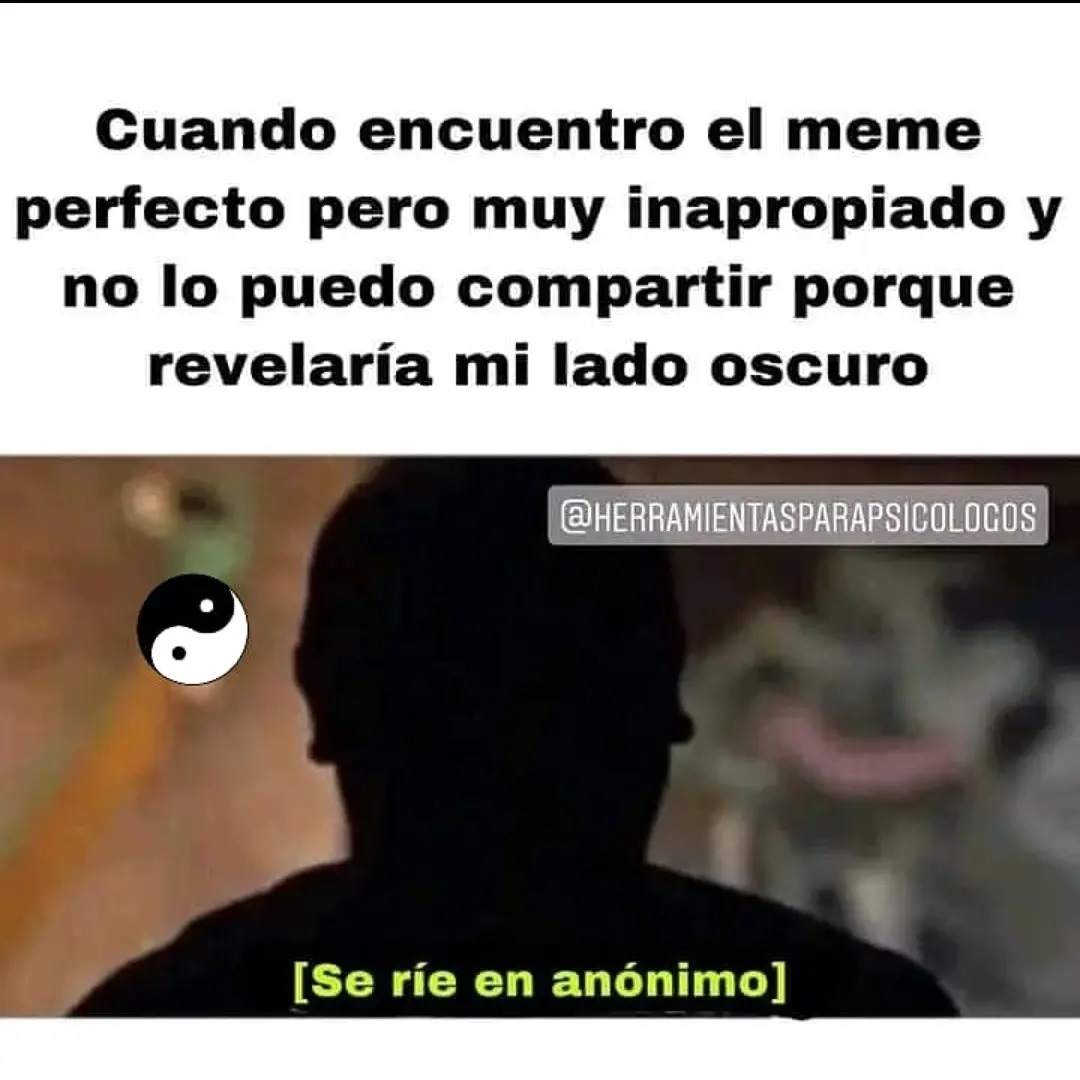 Cuando encuentro el meme
perfecto pero muy inapropiado y
no lo puedo compartir porque
revelaría mi lado oscuro
@HERRAMIENTASPARAPSICOLOGOS
[Se ríe en anónimo]